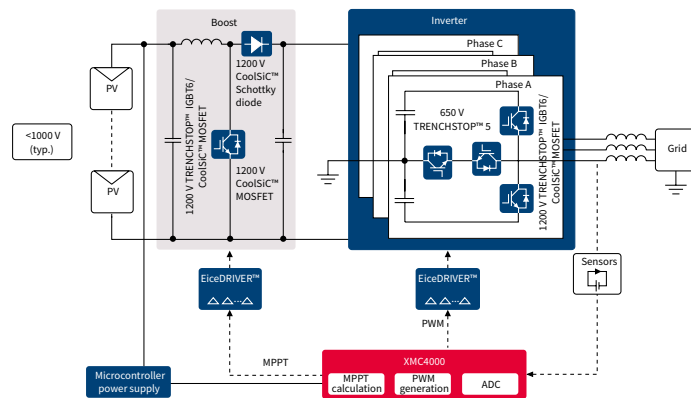 Boost
Inverter
Phase C
Phase B
Phase A
PV
PV
<1000 V
(typ.)
1200 V TRENCHSTOP™ IGBT6/
CoolSiC™ MOSFET
1200 V
CoolSiC™
Schottky
diode
1200 V
CoolSiC™
MOSFET
650 V
TRENCHSTOP™ 5
1200 V TRENCHSTOP™ IGBT6/
CoolSiC™ MOSFET
Grid
Sensors
EiceDRIVER™
EiceDRIVER™
PWM
MPPT
Microcontroller
power supply
XMC4000
MPPT
calculation
PWM
generation
ADC